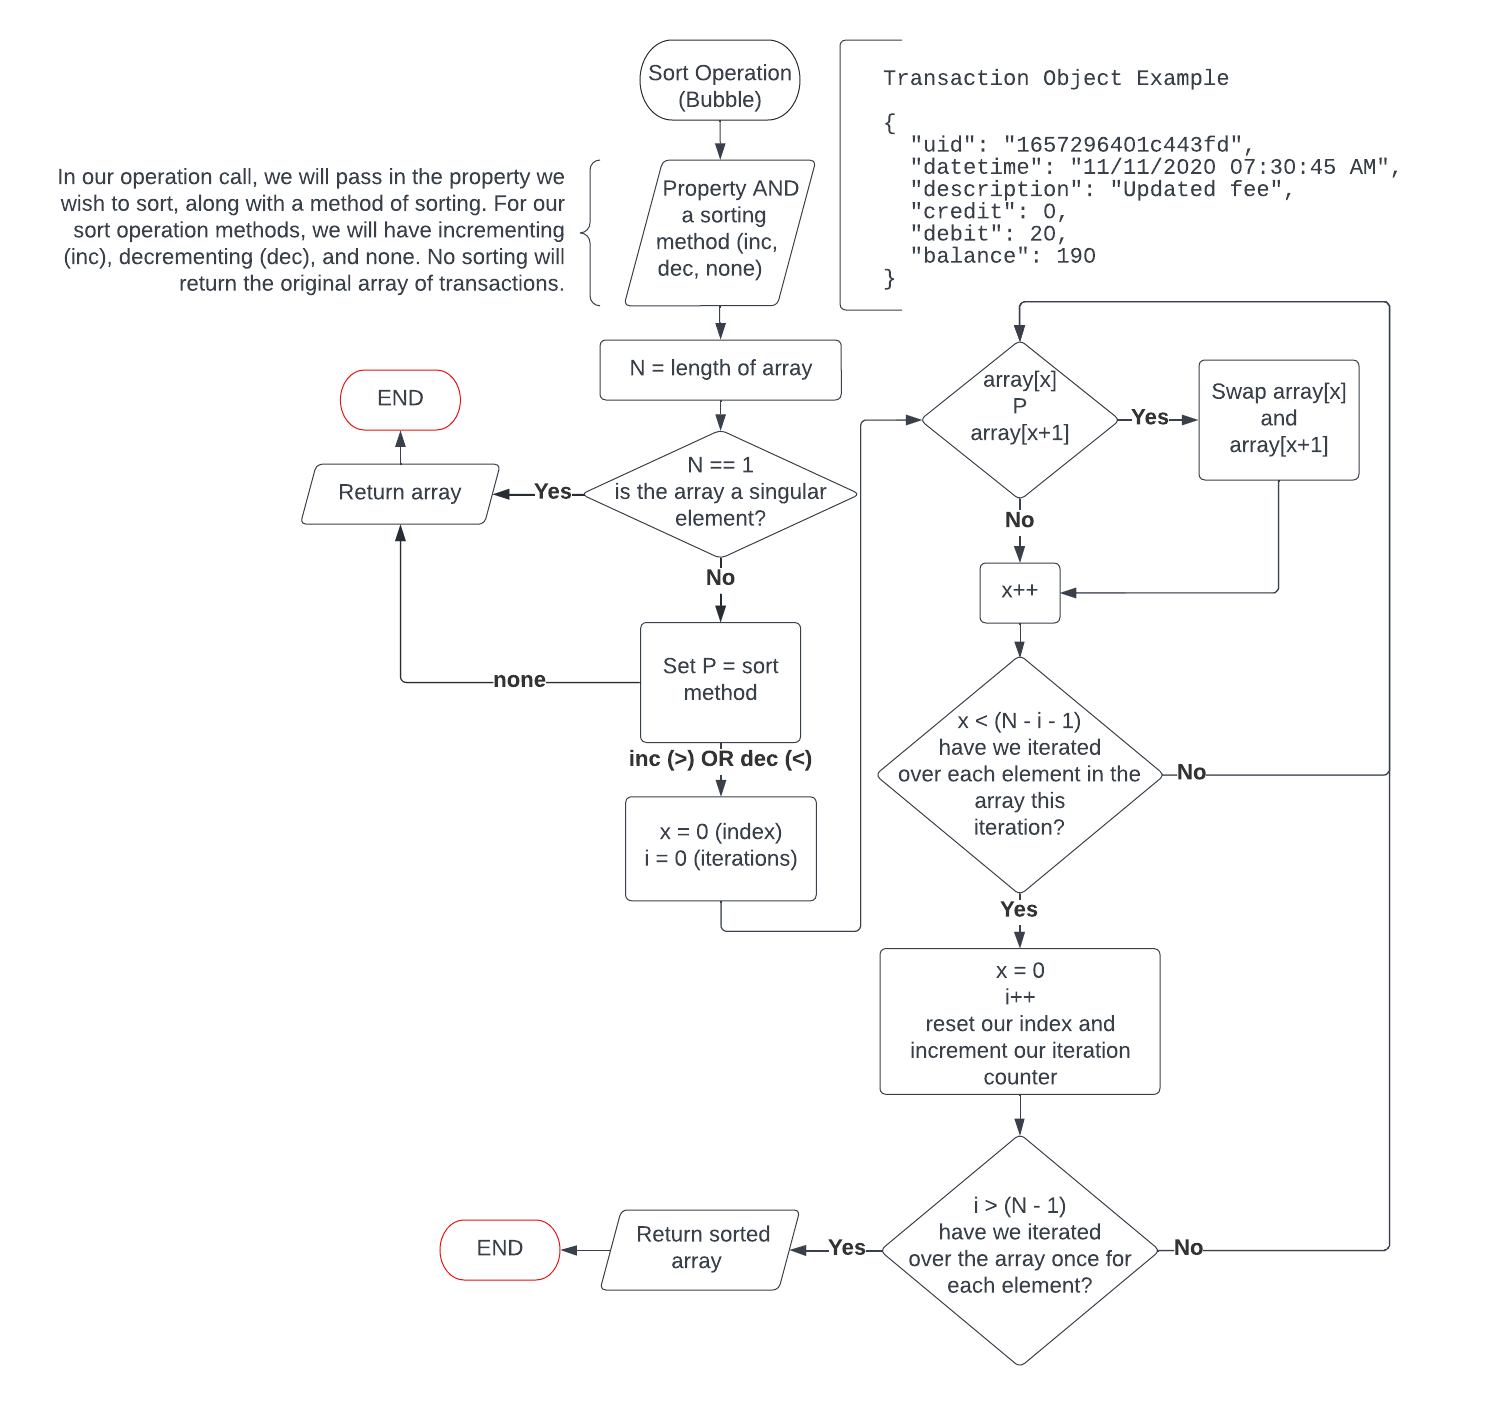 Sort Operation
(Bubble)
Transaction Object Example
{
"uid": "1657296401c443fd",
"datetime": "11/11/2020 07:30:45 AM",
"description": "Updated fee",
"credit": 0,
"debit": 20,
"balance": 190
}
In our operation call, we will pass in the property we
wish to sort, along with a method of sorting. For our
sort operation methods, we will have incrementing
(inc), decrementing (dec), and none. No sorting will
return the original array of transactions.
Property AND
a sorting
method (inc,
dec, none)
N = length of array
END
Return array
Yes
N == 1
is the array a singular
element?
No
none
Set P = sort
method
inc (>) OR dec (<)
x = 0 (index)
i = 0 (iterations)
array[x]
P
array[x+1]
Yes
Swap array[x]
and
array[x+1]
No
x++
x < (N - i - 1)
have we iterated
over each element in the
array this
iteration?
No
Yes
x = 0
i++
reset our index and
increment our iteration
counter
i > (N - 1)
have we iterated
over the array once for
each element?
No
Yes
Return sorted
array
END